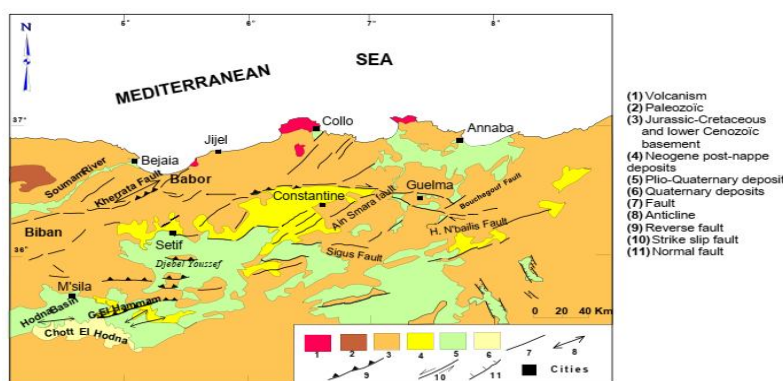 N
5°
6°
7°
8°
MEDITERRANEAN SEA
37°
Collo
Annaba
Jijel
Bejaia
Soumam River
Kherrata Fault
Babor
Guelma
Bouchegouf Fault
Constantine
Ain Smara fault
H. N'bailis Fault
Biban
Setif
Sigus Fault
36°
Djebel Youssef
M'sila
Hodna Basin
G.El Hammam
Chott El Hodna
0 20 40 Km
1 2 3 4 5 6 7 8
9 10 11 Cities
(1) Volcanism
(2) Paleozoïc
(3) Jurassic-Cretaceous
and lower Cenozoïc
basement
(4) Neogene post-nappe
deposits
(5) Plio-Quaternary deposit
(6) Quaternary deposits
(7) Fault
(8) Anticline
(9) Reverse fault
(10) Strike slip fault
(11) Normal fault